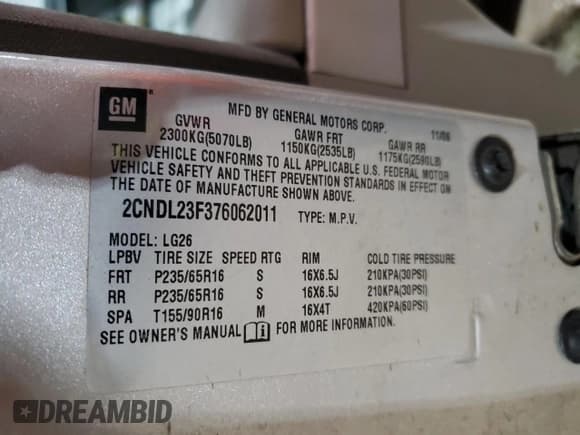 GM
MFD BY GENERAL MOTORS CORP. 11/06
GVWR GAWR FRT GAWR RR
2300KG(5070LB) 1150KG(2535LB) 1175KG(2590LB)
THIS VEHICLE CONFORMS TO ALL APPLICABLE U.S. FEDERAL MOTOR
VEHICLE SAFETY AND THEFT PREVENTION STANDARDS IN EFFECT ON
THE DATE OF MANUFACTURE SHOWN ABOVE.
2CNDL23F376062011 TYPE: M.P.V.
MODEL: LG26
LPBV TIRE SIZE SPEED RTG RIM COLD TIRE PRESSURE
FRT P235/65R16 S 16X6.5J 210KPA(30PSI)
RR P235/65R16 S 16X6.5J 210KPA(30PSI)
SPA T155/90R16 M 16X4T 420KPA(60PSI)
SEE OWNER'S MANUAL FOR MORE INFORMATION.
DREAMBID